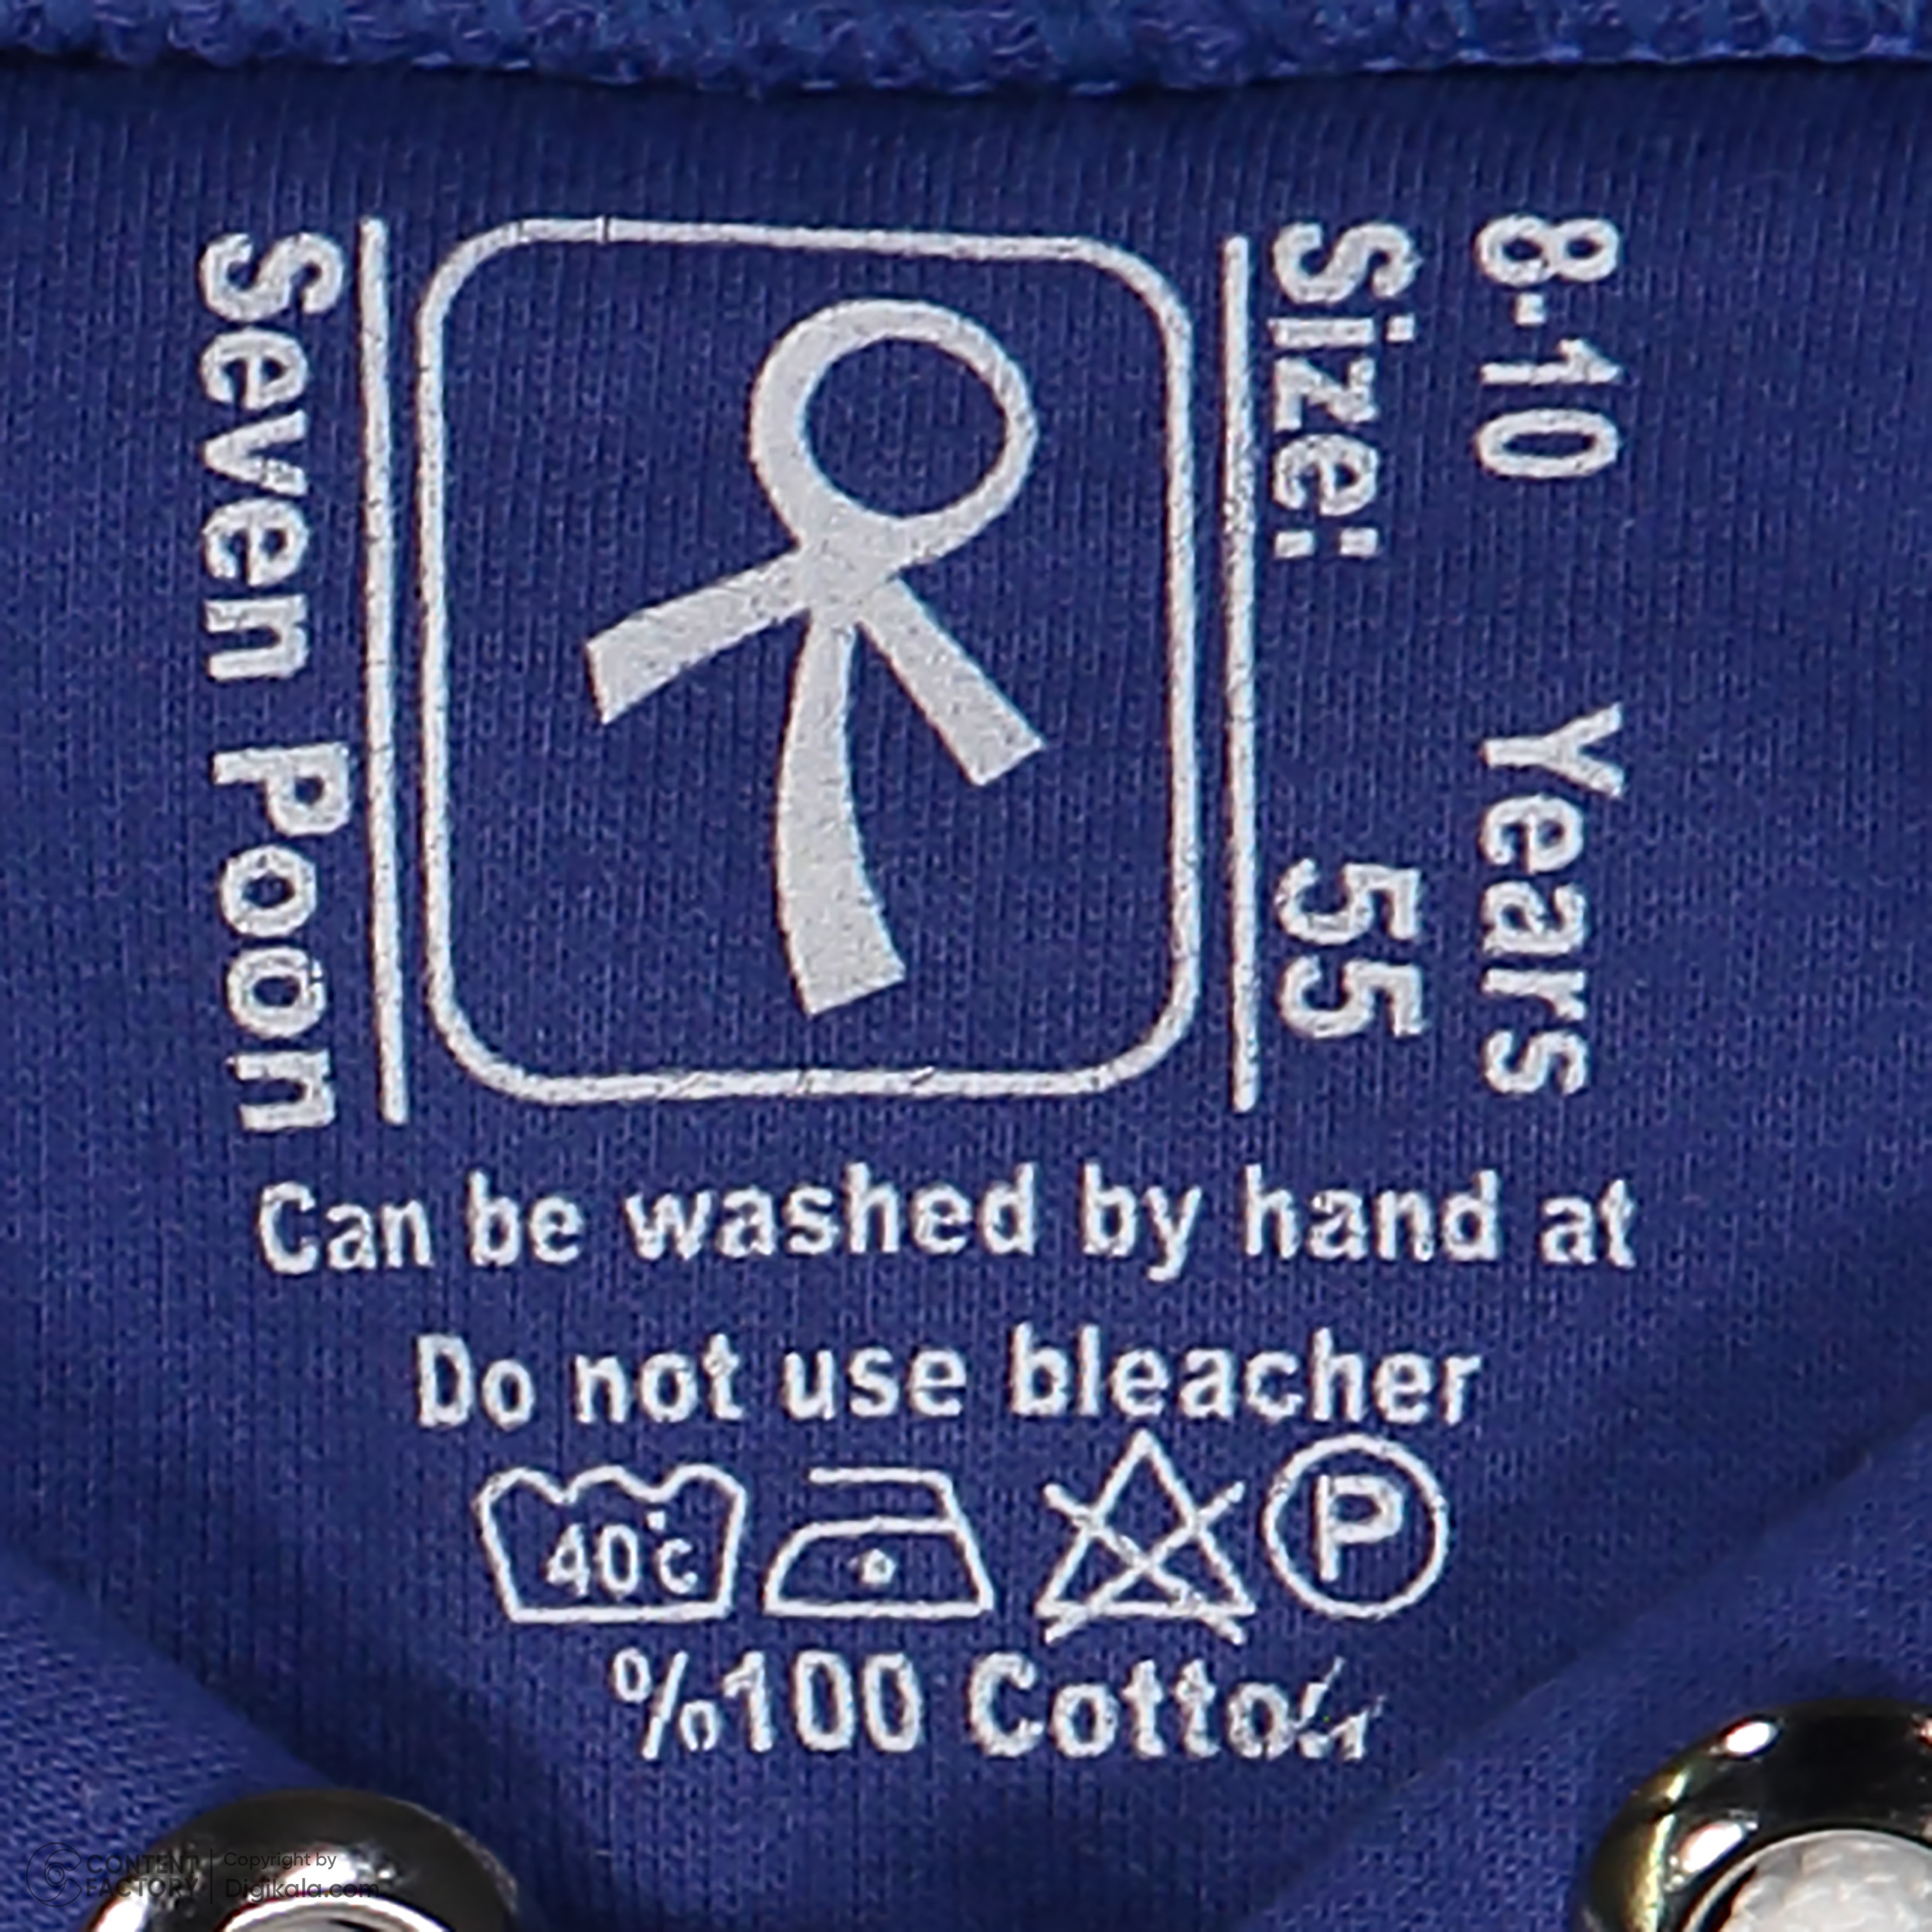 Seven Poon
8-10 Years
Size: 55
Can be washed by hand at
Do not use bleacher
40°c
P
%100 Cotton
CONTENT FACTORY
Copyright by
Digikala.com